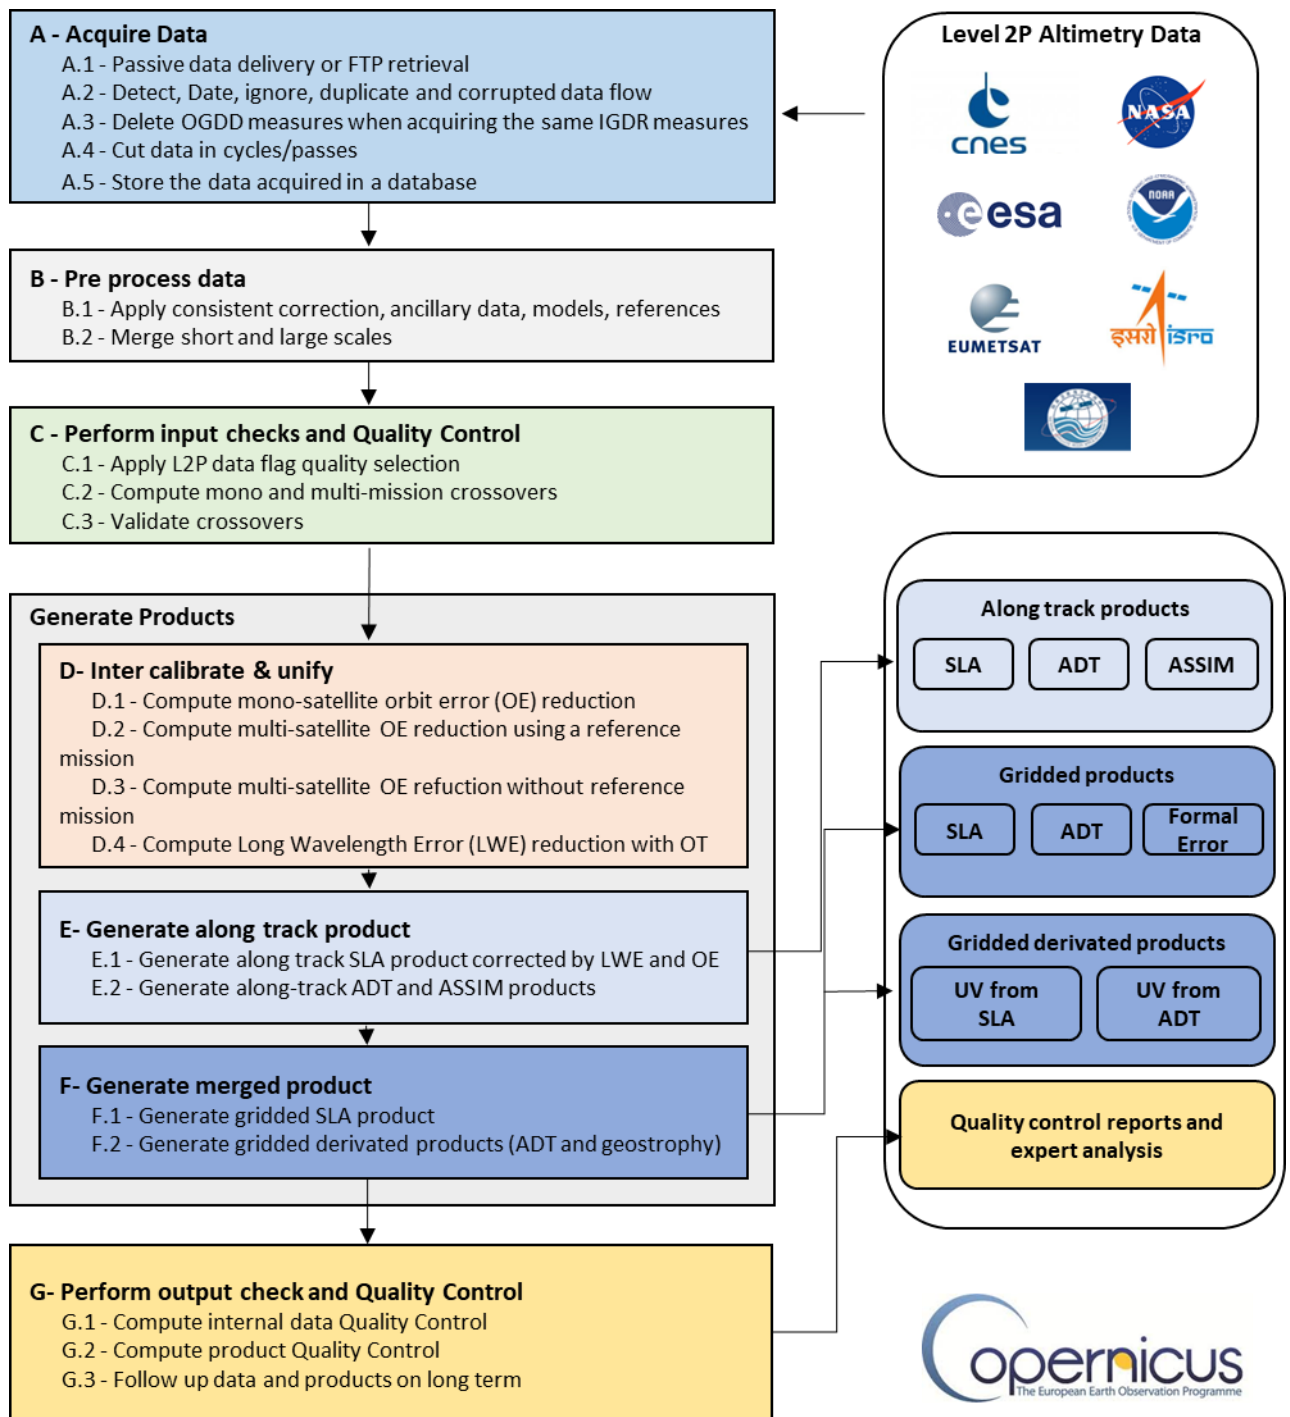 A - Acquire Data
A.1 - Passive data delivery or FTP retrieval
A.2 - Detect, Date, ignore, duplicate and corrupted data flow
A.3 - Delete OGDD measures when acquiring the same IGDR measures
A.4 - Cut data in cycles/passes
A.5 - Store the data acquired in a database
B - Pre process data
B.1 - Apply consistent correction, ancillary data, models, references
B.2 - Merge short and large scales
C - Perform input checks and Quality Control
C.1 - Apply L2P data flag quality selection
C.2 - Compute mono and multi-mission crossovers
C.3 - Validate crossovers
Generate Products
D- Inter calibrate & unify
D.1 - Compute mono-satellite orbit error (OE) reduction
D.2 - Compute multi-satellite OE reduction using a reference
mission
D.3 - Compute multi-satellite OE refuction without reference
mission
D.4 - Compute Long Wavelength Error (LWE) reduction with OT
E- Generate along track product
E.1 - Generate along track SLA product corrected by LWE and OE
E.2 - Generate along-track ADT and ASSIM products
F- Generate merged product
F.1 - Generate gridded SLA product
F.2 - Generate gridded derivated products (ADT and geostrophy)
G- Perform output check and Quality Control
G.1 - Compute internal data Quality Control
G.2 - Compute product Quality Control
G.3 - Follow up data and products on long term
Level 2P Altimetry Data
cnes
NASA
esa
NOAA
EUMETSAT
इसरो isro
Along track products
SLA ADT ASSIM
Gridded products
SLA ADT Formal
Error
Gridded derivated products
UV from
SLA
UV from
ADT
Quality control reports and
expert analysis
opernicus
The European Earth Observation Programme